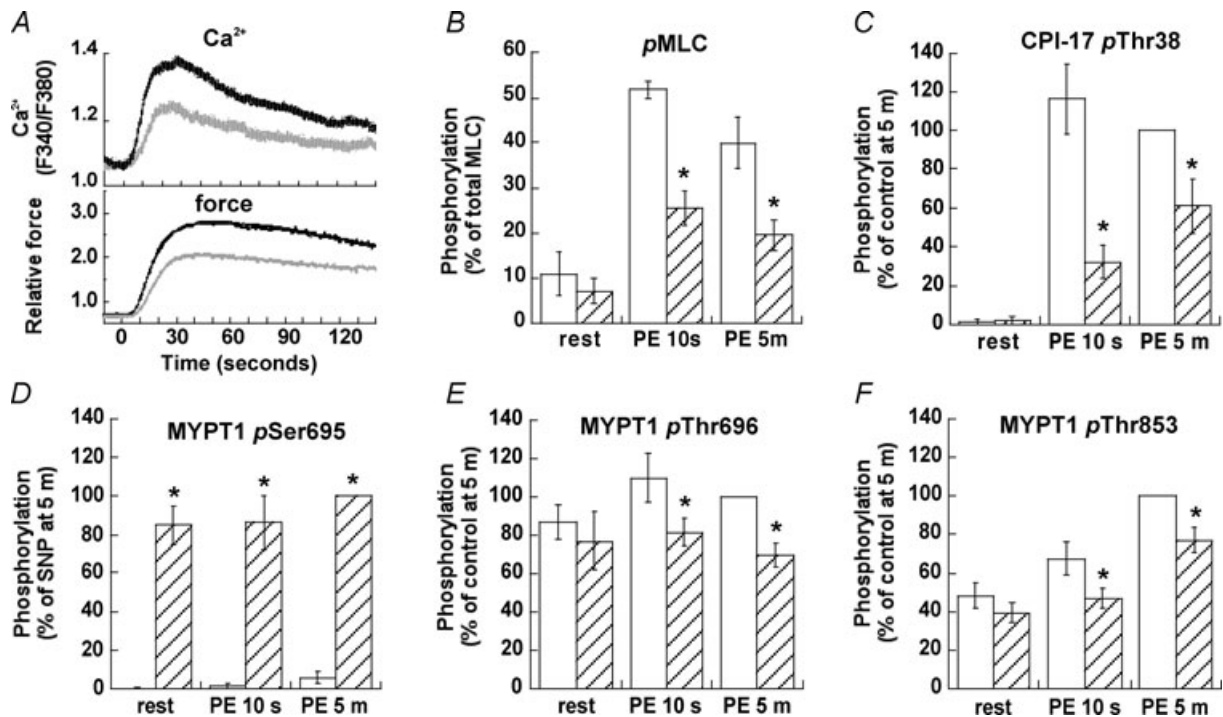 A
Ca²⁺
Ca²⁺
(F340/F380)
1.4
1.2
1.0
force
Relative force
3.0
2.0
1.0
0 30 60 90 120
Time (seconds)
B
pMLC
Phosphorylation
(% of total MLC)
60
50
40
30
20
10
0
*
*
rest PE 10s PE 5m
C
CPI-17 pThr38
Phosphorylation
(% of control at 5 m)
140
120
100
80
60
40
20
0
*
*
rest PE 10 s PE 5 m
D
MYPT1 pSer695
Phosphorylation
(% of SNP at 5 m)
140
120
100
80
60
40
20
0
* * *
rest PE 10 s PE 5 m
E
MYPT1 pThr696
Phosphorylation
(% of control at 5 m)
140
120
100
80
60
40
20
0
*
*
rest PE 10 s PE 5 m
F
MYPT1 pThr853
Phosphorylation
(% of control at 5 m)
140
120
100
80
60
40
20
0
*
*
rest PE 10 s PE 5 m